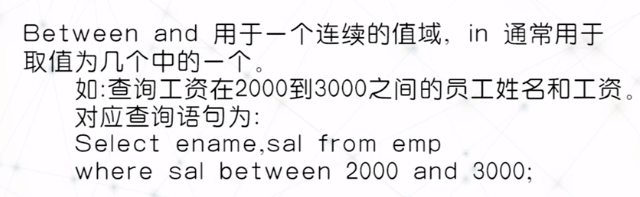 Between and 用于一个连续的值域, in 通常用于
取值为几个中的一个。
如:查询工资在2000到3000之间的员工姓名和工资。
对应查询语句为:
Select ename,sal from emp
where sal between 2000 and 3000;